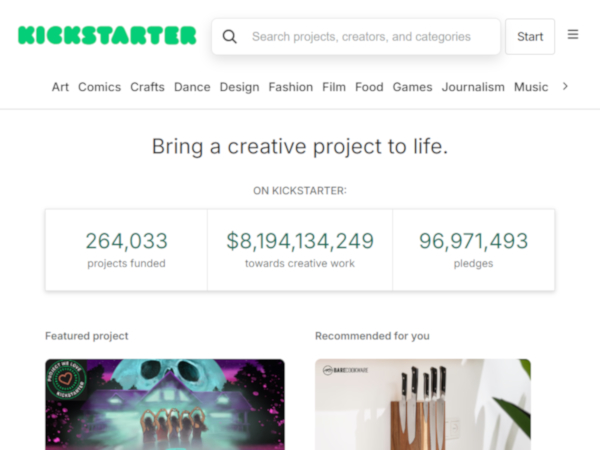 KICKSTARTER
Search projects, creators, and categories
Start
Art Comics Crafts Dance Design Fashion Film Food Games Journalism Music
Bring a creative project to life.
ON KICKSTARTER:
264,033
projects funded
$8,194,134,249
towards creative work
96,971,493
pledges
Featured project
Recommended for you
PROJECT WE LOVE
KICKSTARTER